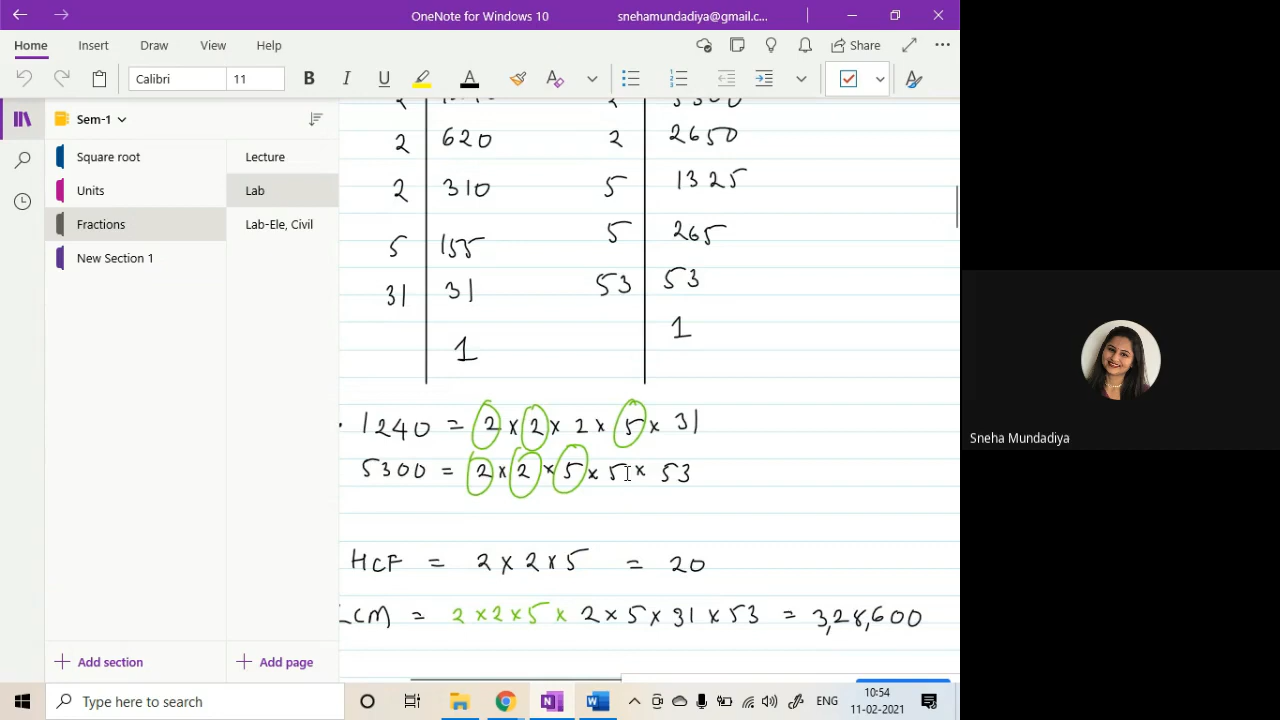 OneNote for Windows 10 snehamundadiya@gmail.c...
Home Insert Draw View Help Share
Calibri 11 B I U A
Sem-1
Square root
Units
Fractions
New Section 1
Lecture
Lab
Lab-Ele, Civil
2 620 2 2650
2 310 5 1325
5 155 5 265
31 31 53 53
1 1
1240 = 2 × 2 × 2 × 5 × 31
5300 = 2 × 2 × 5 × 5 × 53
HCF = 2 × 2 × 5 = 20
LCM = 2 × 2 × 5 × 2 × 5 × 31 × 53 = 3,28,600
Sneha Mundadiya
+ Add section + Add page
Type here to search
ENG
10:54
11-02-2021